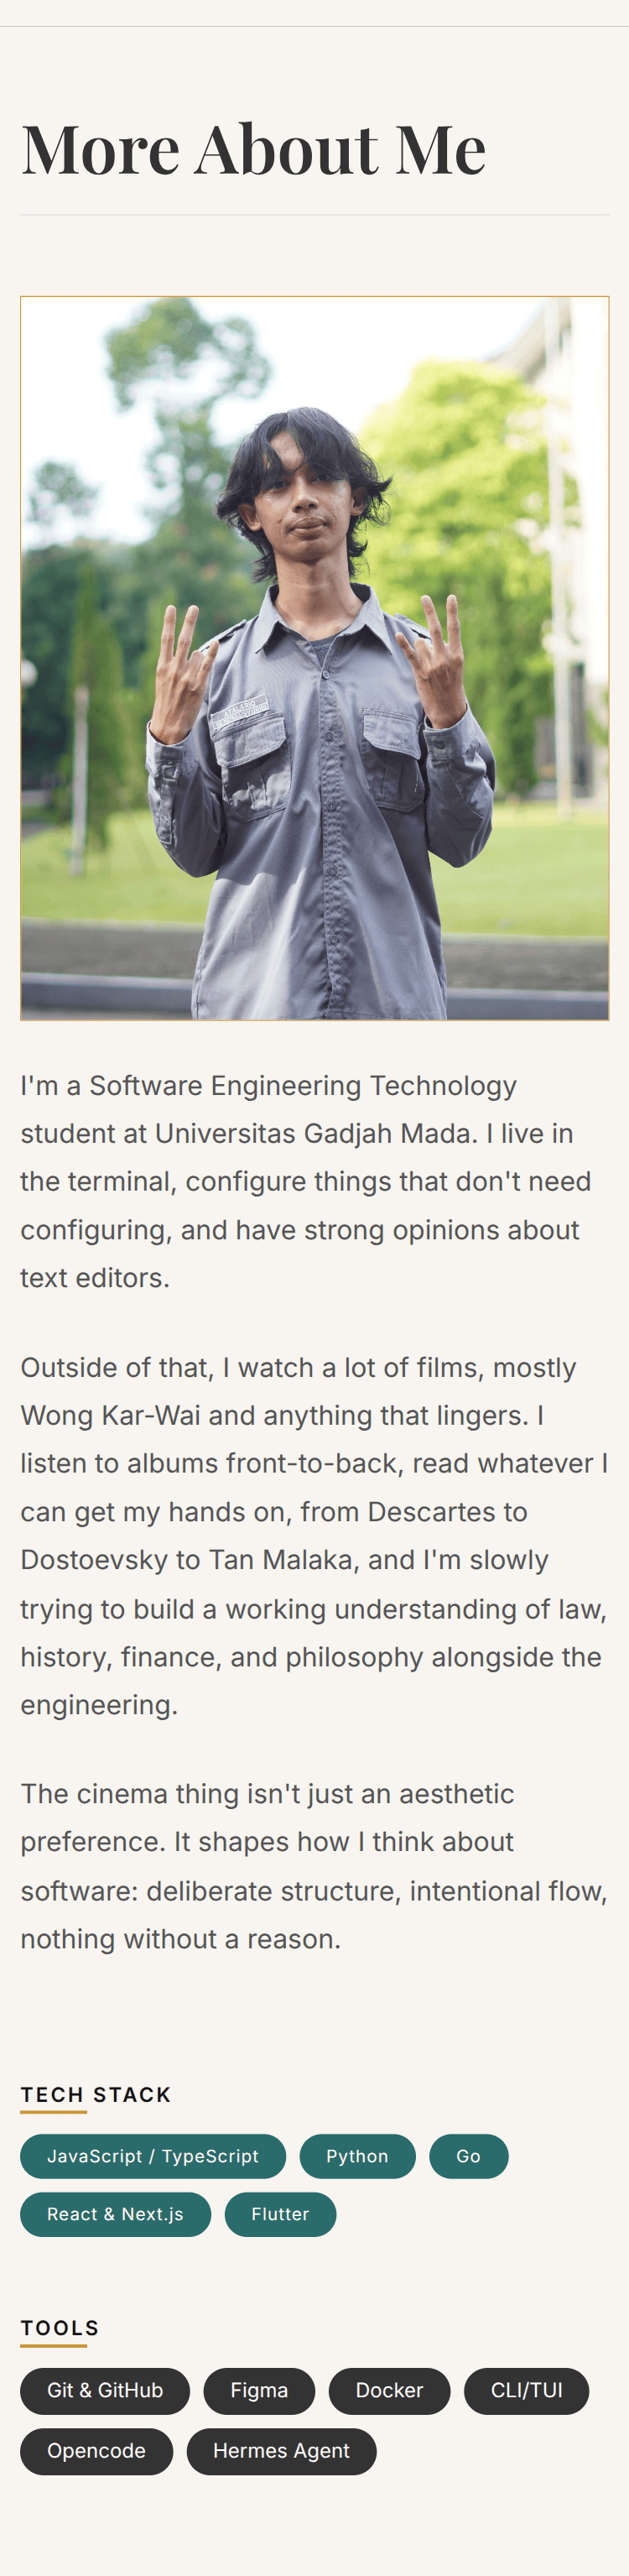 More About Me
I'm a Software Engineering Technology
student at Universitas Gadjah Mada. I live in
the terminal, configure things that don't need
configuring, and have strong opinions about
text editors.
Outside of that, I watch a lot of films, mostly
Wong Kar-Wai and anything that lingers. I
listen to albums front-to-back, read whatever I
can get my hands on, from Descartes to
Dostoevsky to Tan Malaka, and I'm slowly
trying to build a working understanding of law,
history, finance, and philosophy alongside the
engineering.
The cinema thing isn't just an aesthetic
preference. It shapes how I think about
software: deliberate structure, intentional flow,
nothing without a reason.
TECH STACK
JavaScript / TypeScript Python Go
React & Next.js Flutter
TOOLS
Git & GitHub Figma Docker CLI/TUI
Opencode Hermes Agent